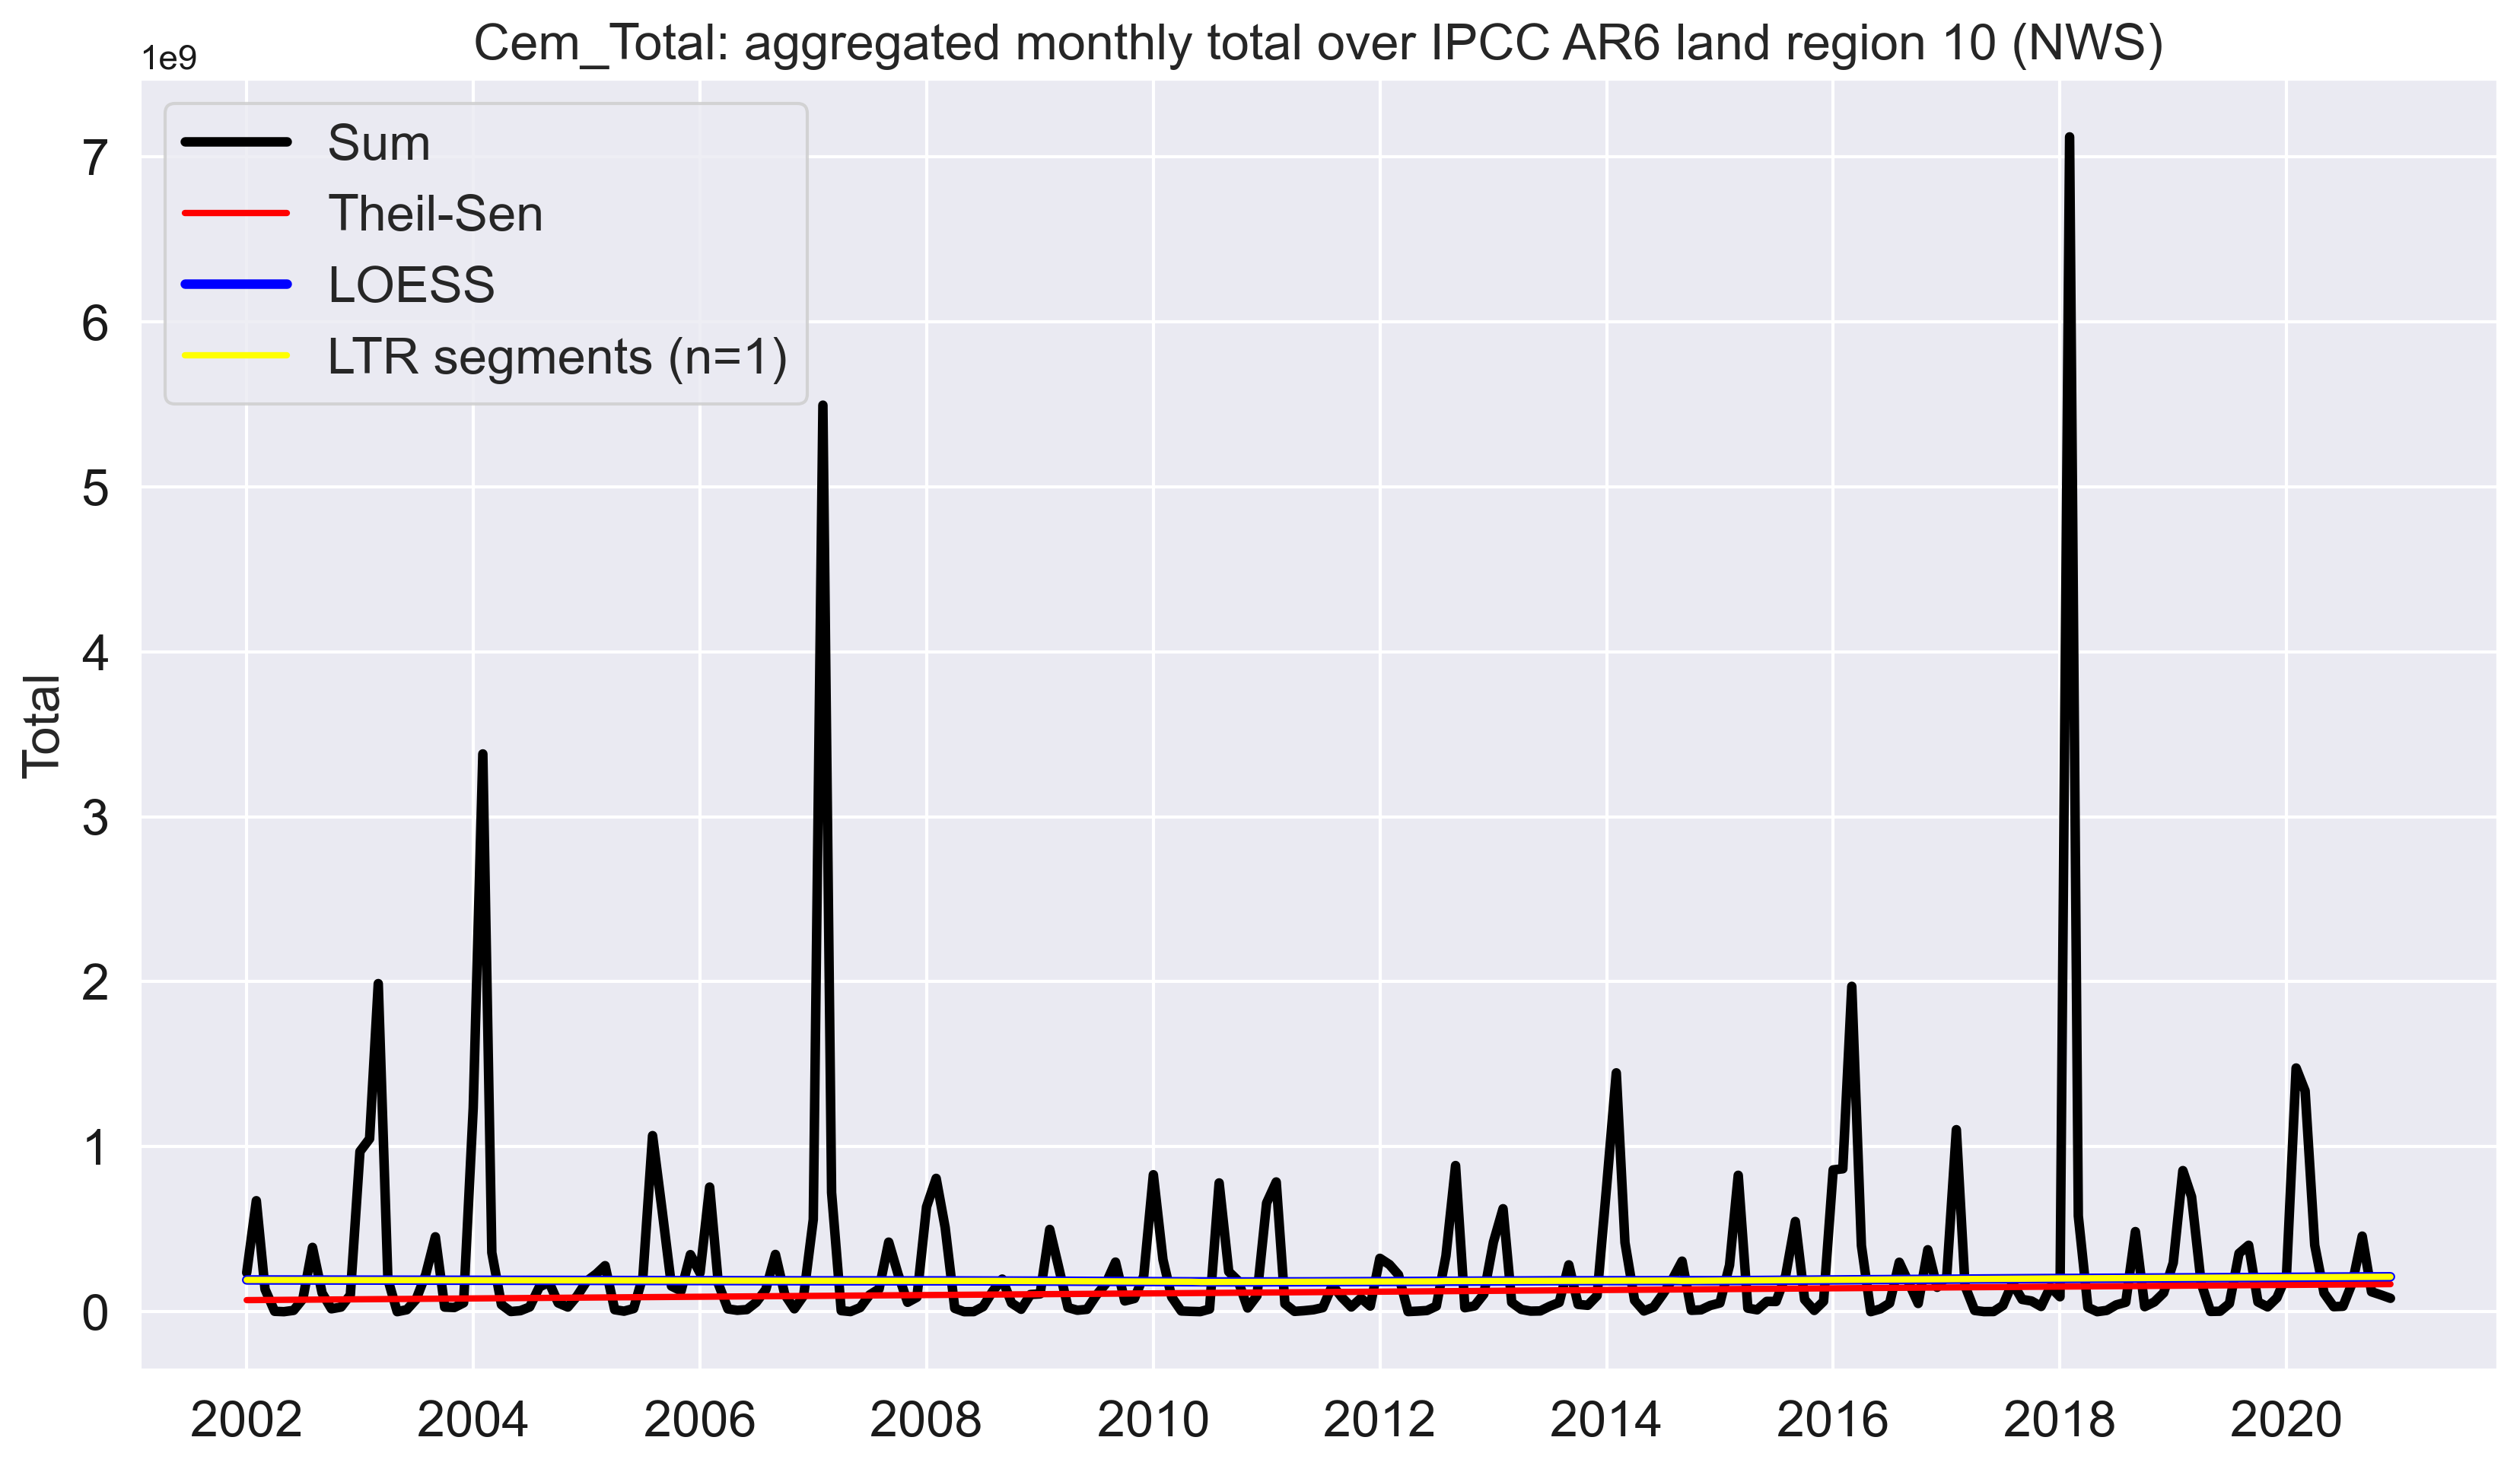 Cem_Total: aggregated monthly total over IPCC AR6 land region 10 (NWS)
1e9
Sum
Theil-Sen
LOESS
LTR segments (n=1)
Total
7
6
5
4
3
2
1
0
2002 2004 2006 2008 2010 2012 2014 2016 2018 2020